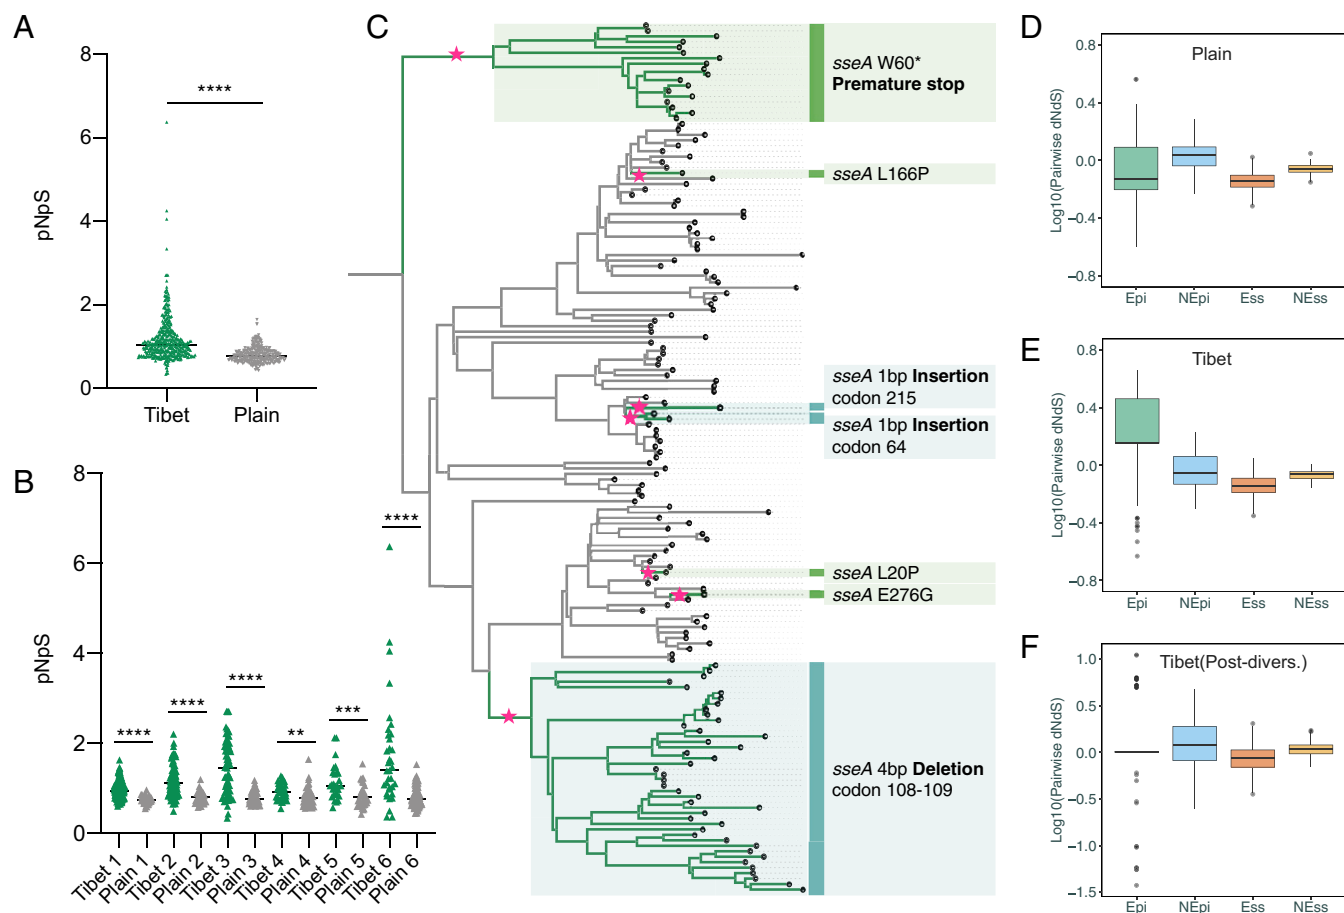 A
pNpS
8
6
4
2
0
****
Tibet
Plain
B
pNpS
8
6
4
2
0
****
****
****
**
***
****
Tibet 1
Plain 1
Tibet 2
Plain 2
Tibet 3
Plain 3
Tibet 4
Plain 4
Tibet 5
Plain 5
Tibet 6
Plain 6
C
sseA W60*
Premature stop
sseA L166P
sseA 1bp Insertion
codon 215
sseA 1bp Insertion
codon 64
sseA L20P
sseA E276G
sseA 4bp Deletion
codon 108-109
D
Plain
Log10(Pairwise dNdS)
0.8
0.4
0.0
−0.4
−0.8
Epi
NEpi
Ess
NEss
E
Tibet
Log10(Pairwise dNdS)
0.8
0.4
0.0
−0.4
−0.8
Epi
NEpi
Ess
NEss
F
Tibet(Post-divers.)
Log10(Pairwise dNdS)
1.0
0.5
0.0
−0.5
−1.0
−1.5
Epi
NEpi
Ess
NEss